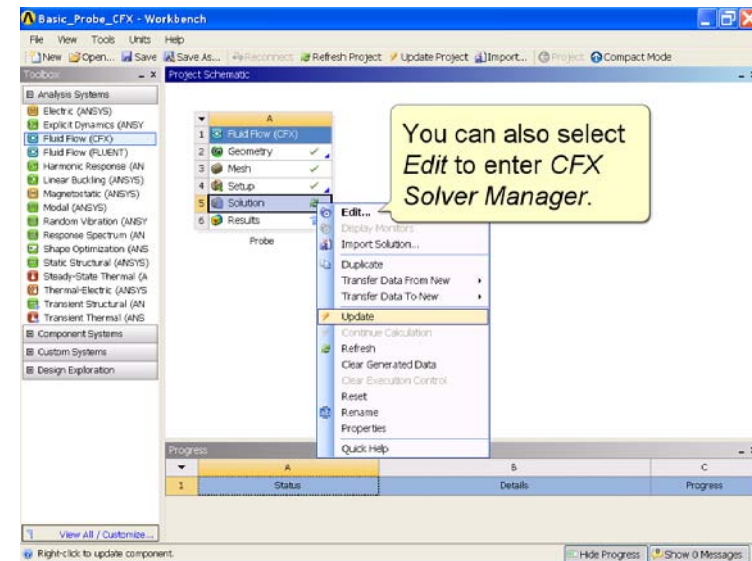 Basic_Probe_CFX - Workbench
File View Tools Units Help
New Open... Save Save As... Reconnect Refresh Project Update Project Import... Project Compact Mode
Toolbox
Project Schematic
Analysis Systems
Electric (ANSYS)
Explicit Dynamics (ANSY
Fluid Flow (CFX)
Fluid Flow (FLUENT)
Harmonic Response (AN
Linear Buckling (ANSYS)
Magnetostatic (ANSYS)
Modal (ANSYS)
Random Vibration (ANSY
Response Spectrum (AN
Shape Optimization (ANS
Static Structural (ANSYS)
Steady-State Thermal (A
Thermal-Electric (ANSYS
Transient Structural (AN
Transient Thermal (ANS
Component Systems
Custom Systems
Design Exploration
View All / Customize...
A
1 Fluid Flow (CFX)
2 Geometry
3 Mesh
4 Setup
5 Solution
6 Results
Probe
You can also select
Edit to enter CFX
Solver Manager.
Edit...
Display Monitors
Import Solution...
Duplicate
Transfer Data From New
Transfer Data To New
Update
Continue Calculation
Refresh
Clear Generated Data
Clear Execution Control
Reset
Rename
Properties
Quick Help
Progress
A B C
1 Status Details Progress
Right-click to update component.
Hide Progress Show 0 Messages